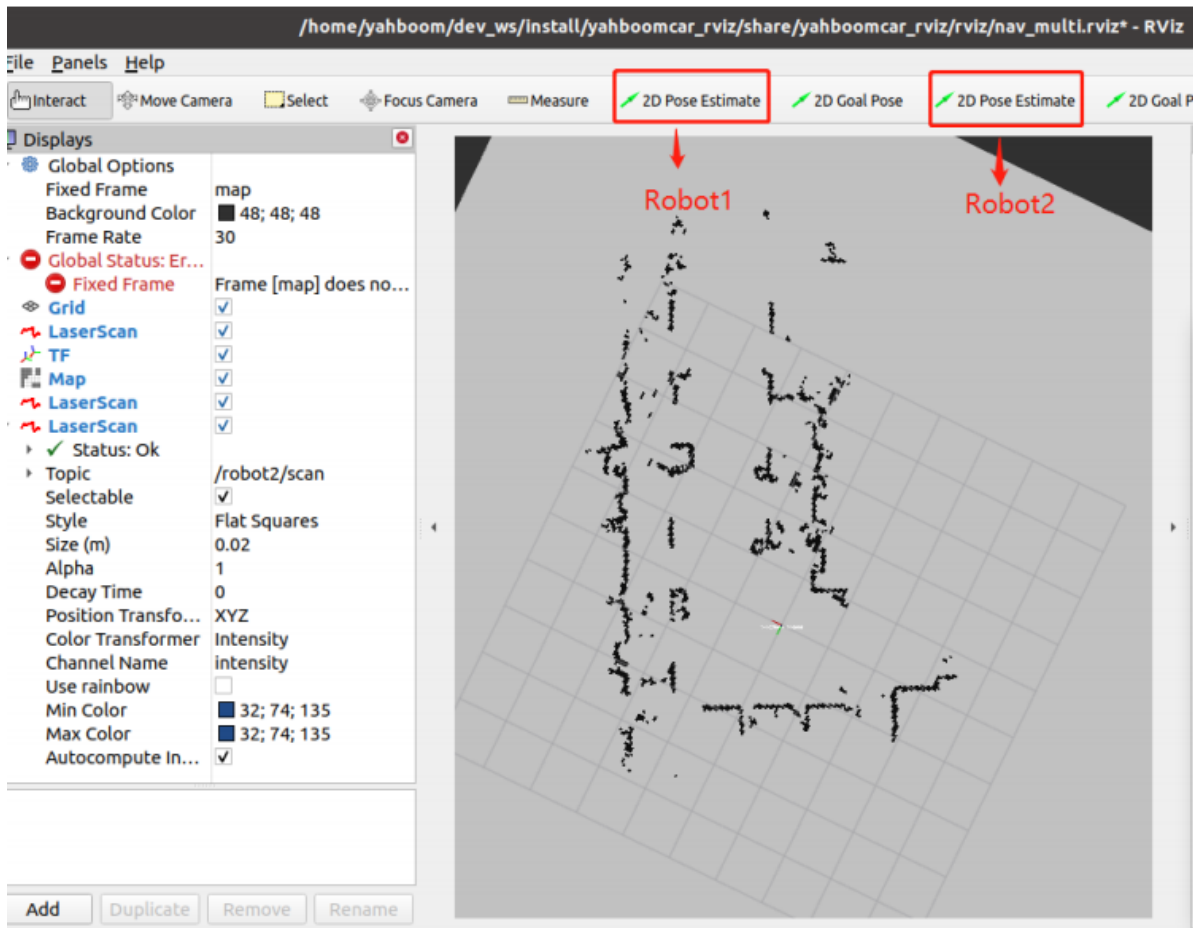 /home/yahboom/dev_ws/install/yahboomcar_rviz/share/yahboomcar_rviz/rviz/nav_multi.rviz* - RViz
File Panels Help
Interact Move Camera Select Focus Camera Measure 2D Pose Estimate 2D Goal Pose 2D Pose Estimate 2D Goal P
Displays
Robot1
Robot2
Global Options
Fixed Frame map
Background Color 48; 48; 48
Frame Rate 30
Global Status: Er...
Fixed Frame Frame [map] does no...
Grid
LaserScan
TF
Map
LaserScan
LaserScan
Status: Ok
Topic /robot2/scan
Selectable
Style Flat Squares
Size (m) 0.02
Alpha 1
Decay Time 0
Position Transfo... XYZ
Color Transformer Intensity
Channel Name intensity
Use rainbow
Min Color 32; 74; 135
Max Color 32; 74; 135
Autocompute In...
Add Duplicate Remove Rename